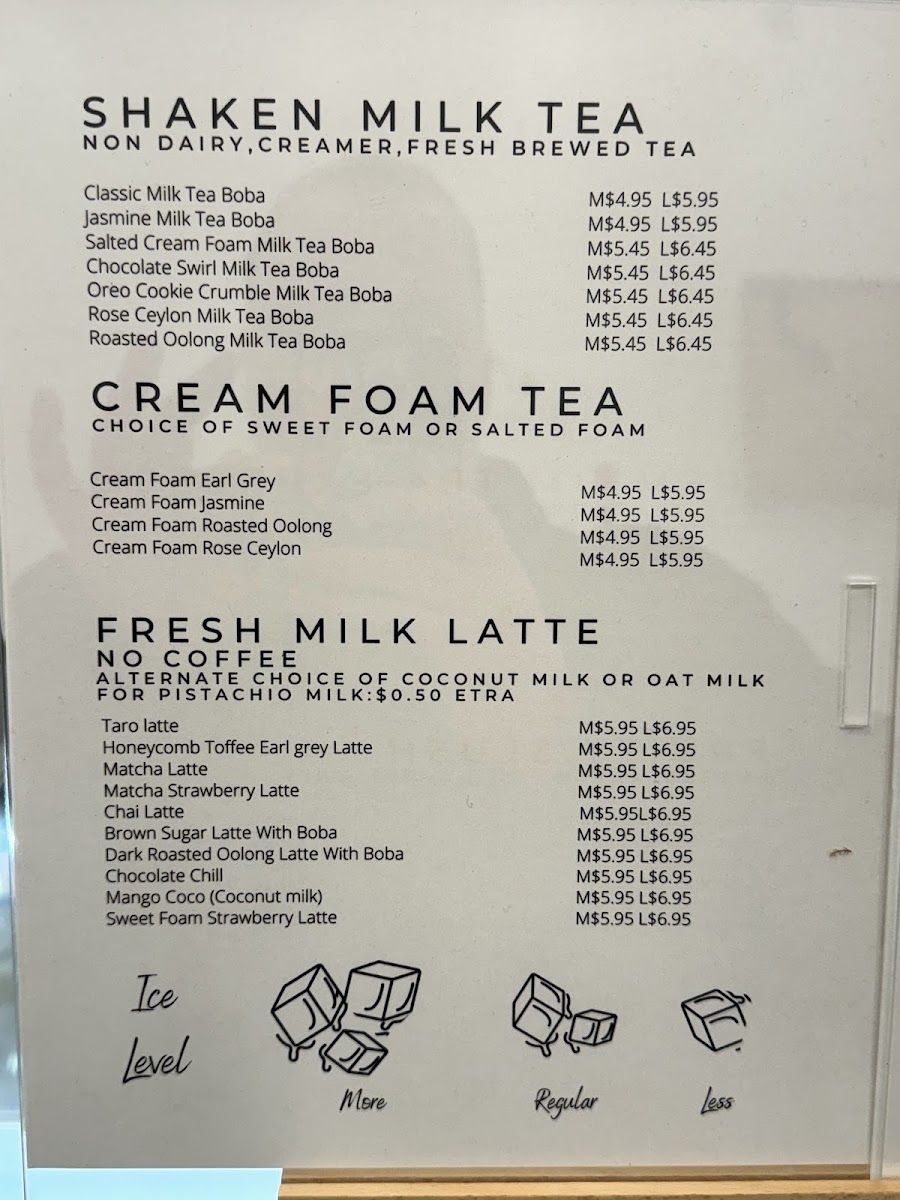 SHAKEN MILK TEA
NON DAIRY,CREAMER,FRESH BREWED TEA
Classic Milk Tea Boba M$4.95 L$5.95
Jasmine Milk Tea Boba M$4.95 L$5.95
Salted Cream Foam Milk Tea Boba M$5.45 L$6.45
Chocolate Swirl Milk Tea Boba M$5.45 L$6.45
Oreo Cookie Crumble Milk Tea Boba M$5.45 L$6.45
Rose Ceylon Milk Tea Boba M$5.45 L$6.45
Roasted Oolong Milk Tea Boba M$5.45 L$6.45
CREAM FOAM TEA
CHOICE OF SWEET FOAM OR SALTED FOAM
Cream Foam Earl Grey M$4.95 L$5.95
Cream Foam Jasmine M$4.95 L$5.95
Cream Foam Roasted Oolong M$4.95 L$5.95
Cream Foam Rose Ceylon M$4.95 L$5.95
FRESH MILK LATTE
NO COFFEE
ALTERNATE CHOICE OF COCONUT MILK OR OAT MILK
FOR PISTACHIO MILK:$0.50 ETRA
Taro latte M$5.95 L$6.95
Honeycomb Toffee Earl grey Latte M$5.95 L$6.95
Matcha Latte M$5.95 L$6.95
Matcha Strawberry Latte M$5.95 L$6.95
Chai Latte M$5.95L$6.95
Brown Sugar Latte With Boba M$5.95 L$6.95
Dark Roasted Oolong Latte With Boba M$5.95 L$6.95
Chocolate Chill M$5.95 L$6.95
Mango Coco (Coconut milk) M$5.95 L$6.95
Sweet Foam Strawberry Latte M$5.95 L$6.95
Ice
Level
More Regular Less